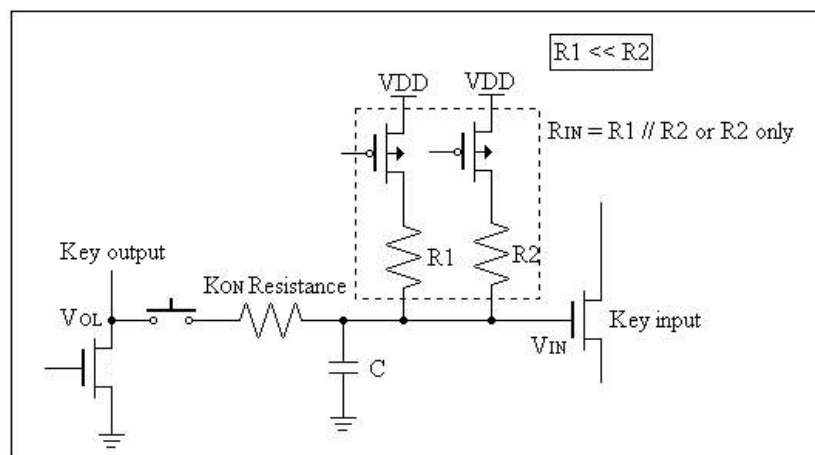 R1 << R2
VDD
VDD
RIN = R1 // R2 or R2 only
R1
R2
Key output
KON Resistance
VOL
VIN
Key input
C